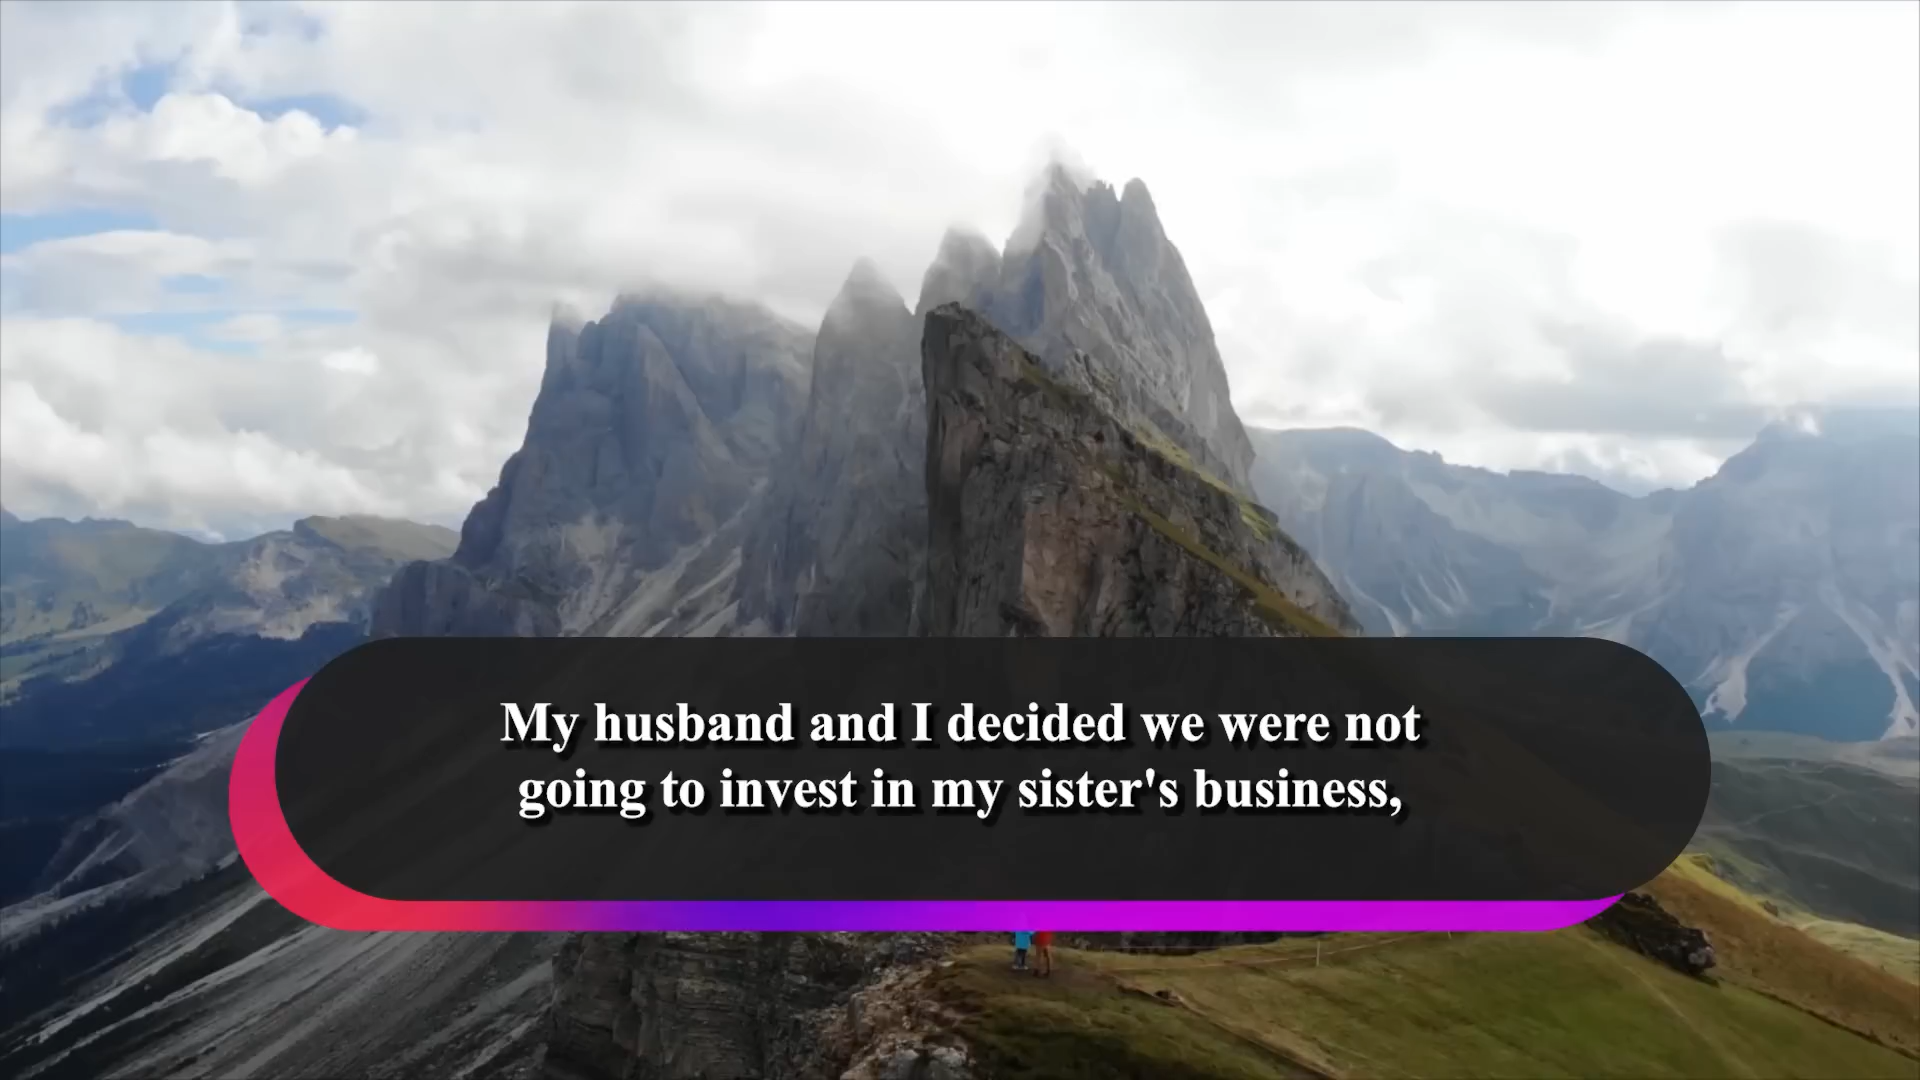 My husband and I decided we were not
going to invest in my sister's business,